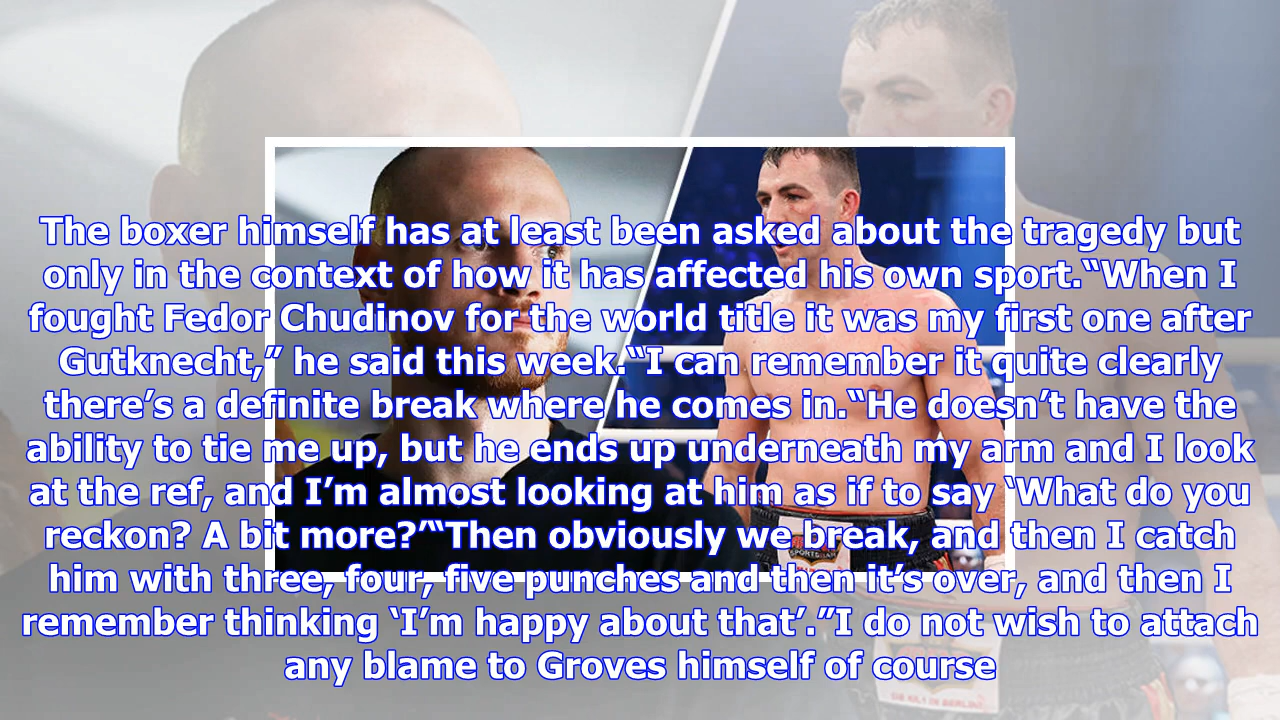 The boxer himself has at least been asked about the tragedy but
only in the context of how it has affected his own sport.“When I
fought Fedor Chudinov for the world title it was my first one after
Gutknecht,” he said this week.“I can remember it quite clearly
there’s a definite break where he comes in.“He doesn’t have the
ability to tie me up, but he ends up underneath my arm and I look
at the ref, and I’m almost looking at him as if to say ‘What do you
reckon? A bit more?’“Then obviously we break, and then I catch
him with three, four, five punches and then it’s over, and then I
remember thinking ‘I’m happy about that’.”I do not wish to attach
any blame to Groves himself of course